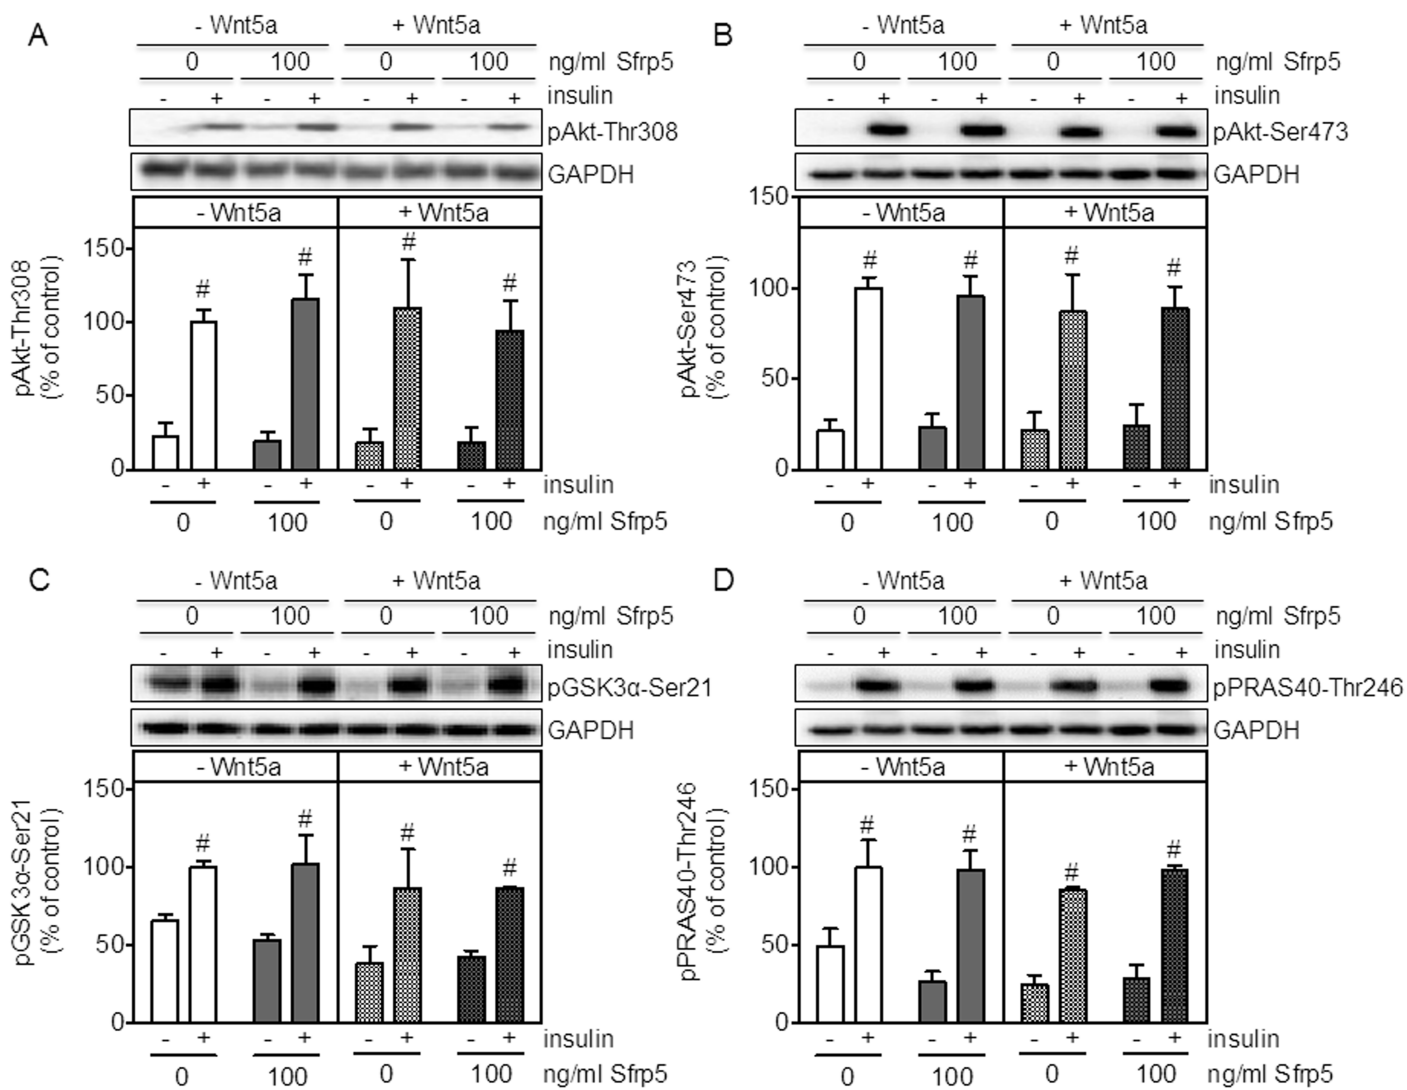 A
- Wnt5a + Wnt5a
0 100 0 100 ng/ml Sfrp5
- + - + - + - + insulin
pAkt-Thr308
GAPDH
- Wnt5a + Wnt5a
pAkt-Thr308
(% of control)
150
100
50
0
- + - + - + - + insulin
0 100 0 100 ng/ml Sfrp5
# # # #
B
- Wnt5a + Wnt5a
0 100 0 100 ng/ml Sfrp5
- + - + - + - + insulin
pAkt-Ser473
GAPDH
- Wnt5a + Wnt5a
pAkt-Ser473
(% of control)
150
100
50
0
# # # #
- + - + - + - + insulin
0 100 0 100 ng/ml Sfrp5
C
- Wnt5a + Wnt5a
0 100 0 100 ng/ml Sfrp5
- + - + - + - + insulin
pGSK3α-Ser21
GAPDH
- Wnt5a + Wnt5a
pGSK3α-Ser21
(% of control)
150
100
50
0
# # # #
- + - + - + - + insulin
0 100 0 100 ng/ml Sfrp5
D
- Wnt5a + Wnt5a
0 100 0 100 ng/ml Sfrp5
- + - + - + - + insulin
pPRAS40-Thr246
GAPDH
- Wnt5a + Wnt5a
pPRAS40-Thr246
(% of control)
150
100
50
0
# # # #
- + - + - + - + insulin
0 100 0 100 ng/ml Sfrp5